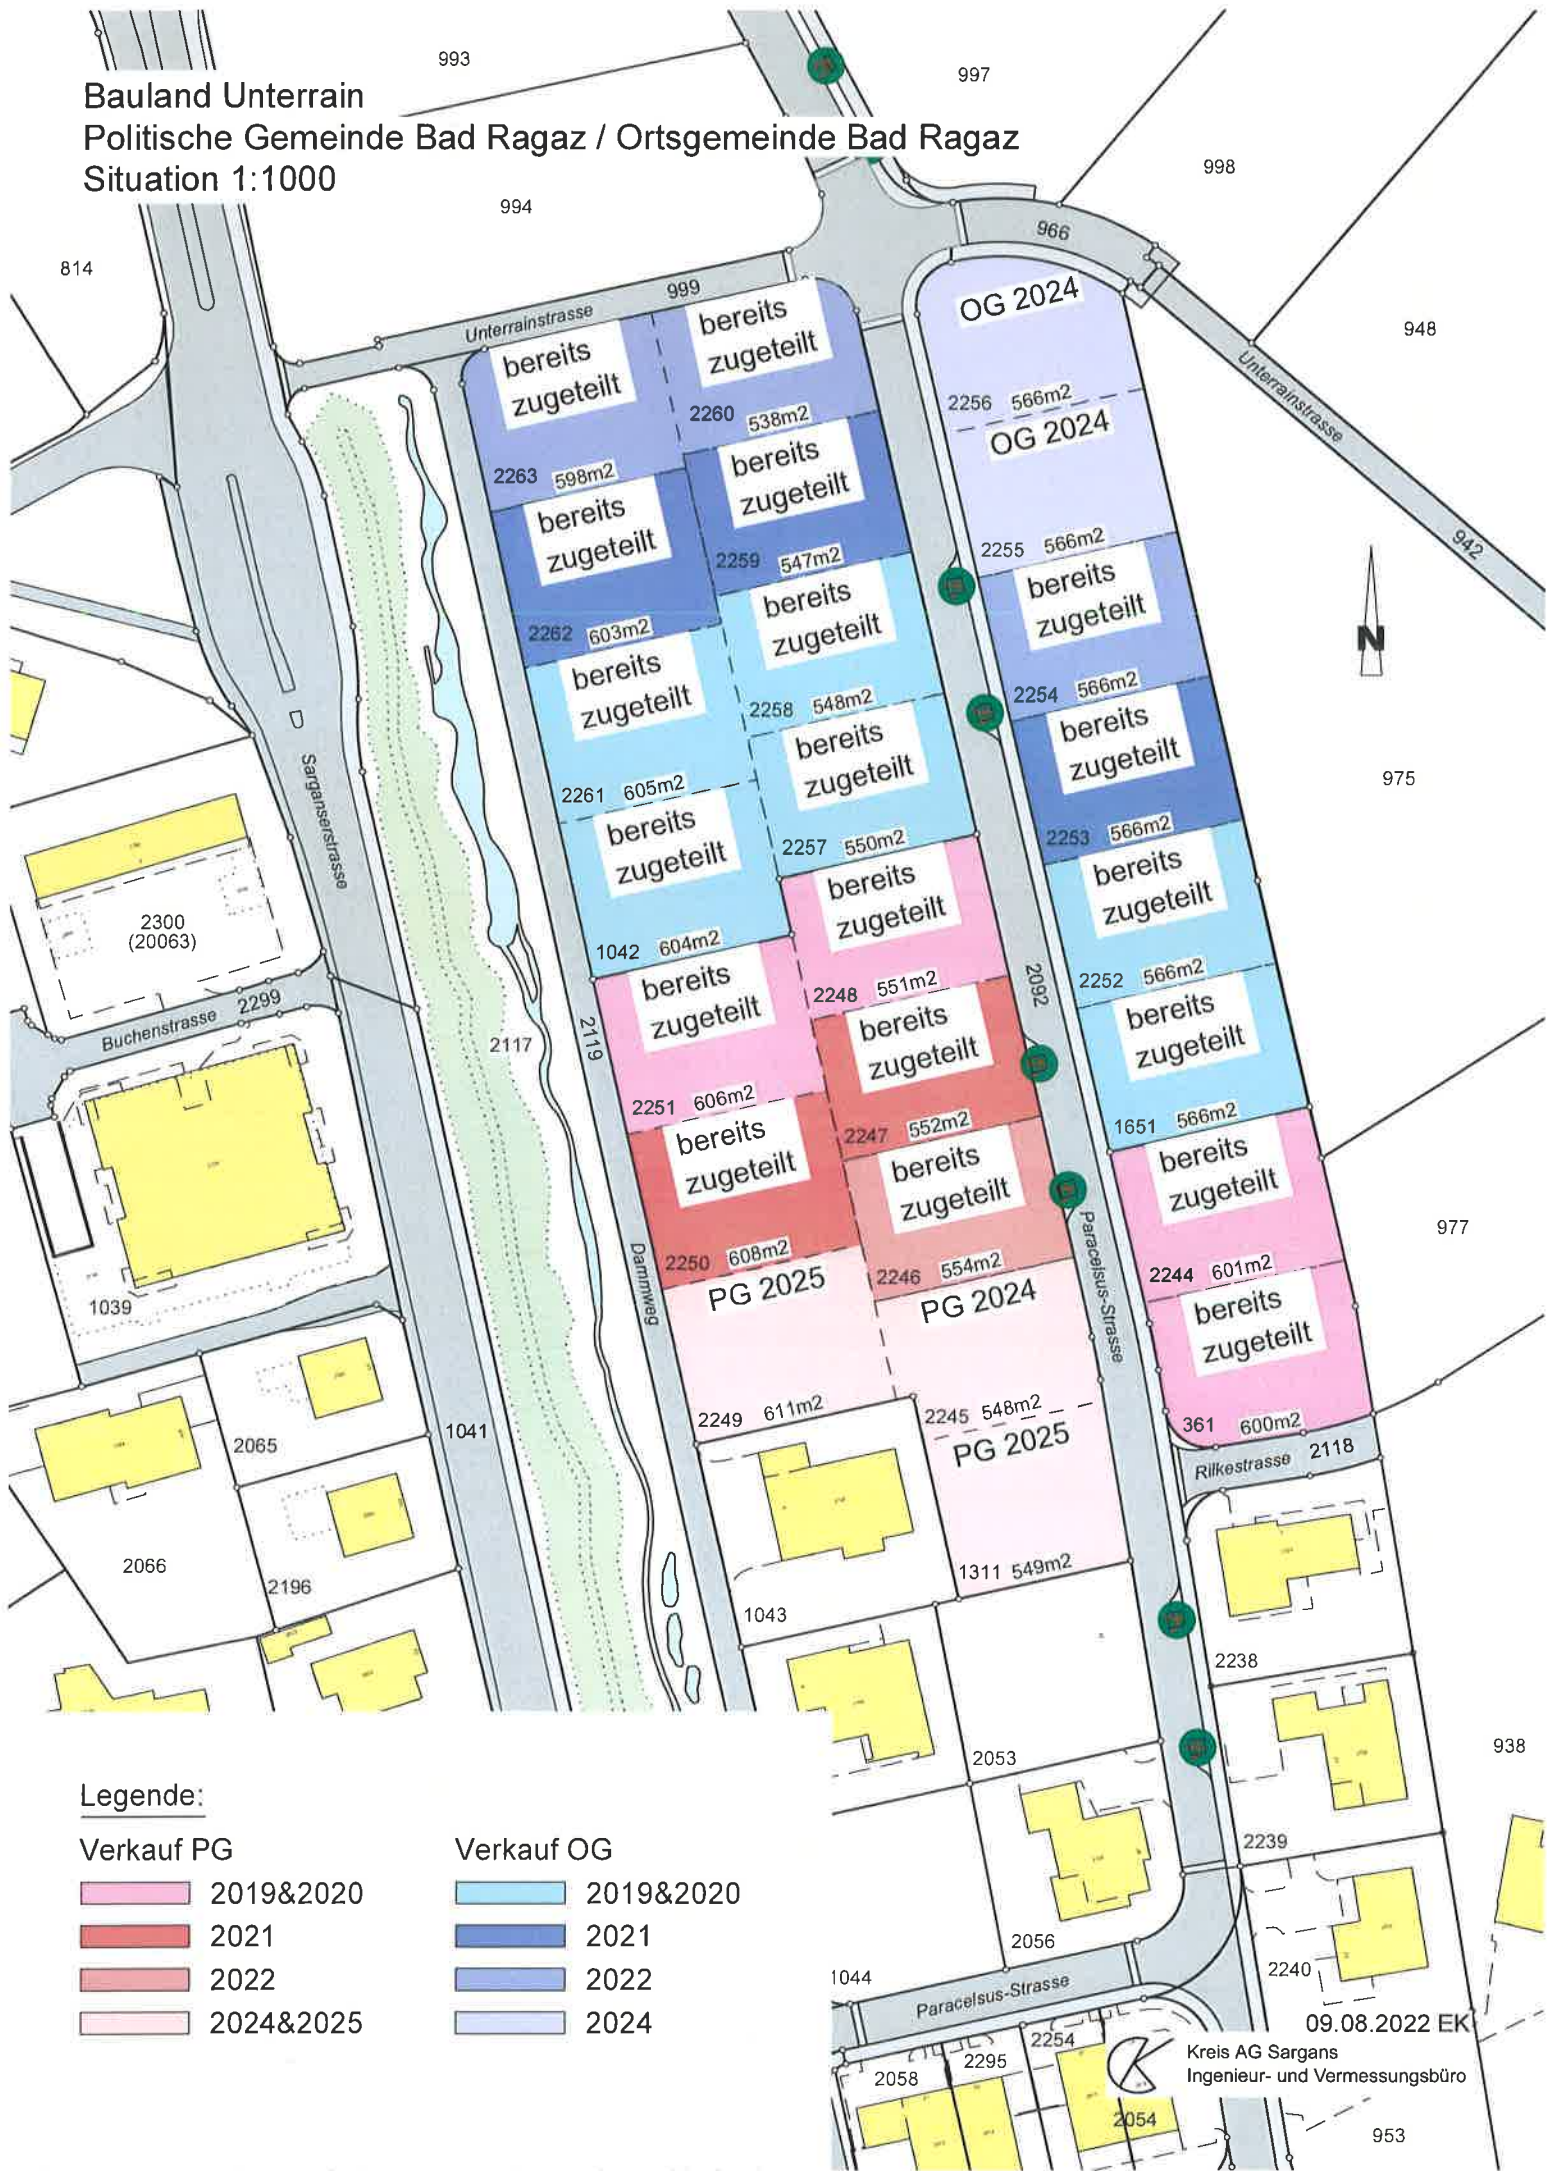 993
997
Bauland Unterrain
Politische Gemeinde Bad Ragaz / Ortsgemeinde Bad Ragaz
Situation 1:1000
998
994
966
814
999
OG 2024
Unterrainstrasse
948
bereits
zugeteilt
bereits
zugeteilt
Unterrainstrasse
2256 566m2
2260 538m2
OG 2024
2263 598m2
bereits
zugeteilt
bereits
zugeteilt
942
2255 566m2
2259 547m2
bereits
zugeteilt
bereits
zugeteilt
N
2262 603m2
bereits
zugeteilt
2254 566m2
2258 548m2
bereits
zugeteilt
bereits
zugeteilt
975
Sarganserstrasse
2261 605m2
bereits
zugeteilt
2253 566m2
2257 550m2
bereits
zugeteilt
bereits
zugeteilt
2300
(20063)
1042 604m2
2252 566m2
2248 551m2
2092
bereits
zugeteilt
bereits
zugeteilt
bereits
zugeteilt
Buchenstrasse 2299
2117
2119
2251 606m2
2247 552m2
1651 566m2
bereits
zugeteilt
bereits
zugeteilt
bereits
zugeteilt
977
Paracelsus-Strasse
Dammweg
2250 608m2
2246 554m2
2244 601m2
PG 2025
PG 2024
bereits
zugeteilt
1039
2249 611m2
2245 548m2
361 600m2
PG 2025
Rilkestrasse 2118
1041
2065
2066
2196
1311 549m2
1043
2238
2053
938
Legende:
Verkauf PG
2019&2020
2021
2022
2024&2025
Verkauf OG
2019&2020
2021
2022
2024
2239
2056
2240
1044
Paracelsus-Strasse
09.08.2022 EK
2254
2295
2058
Kreis AG Sargans
Ingenieur- und Vermessungsbüro
2054
953